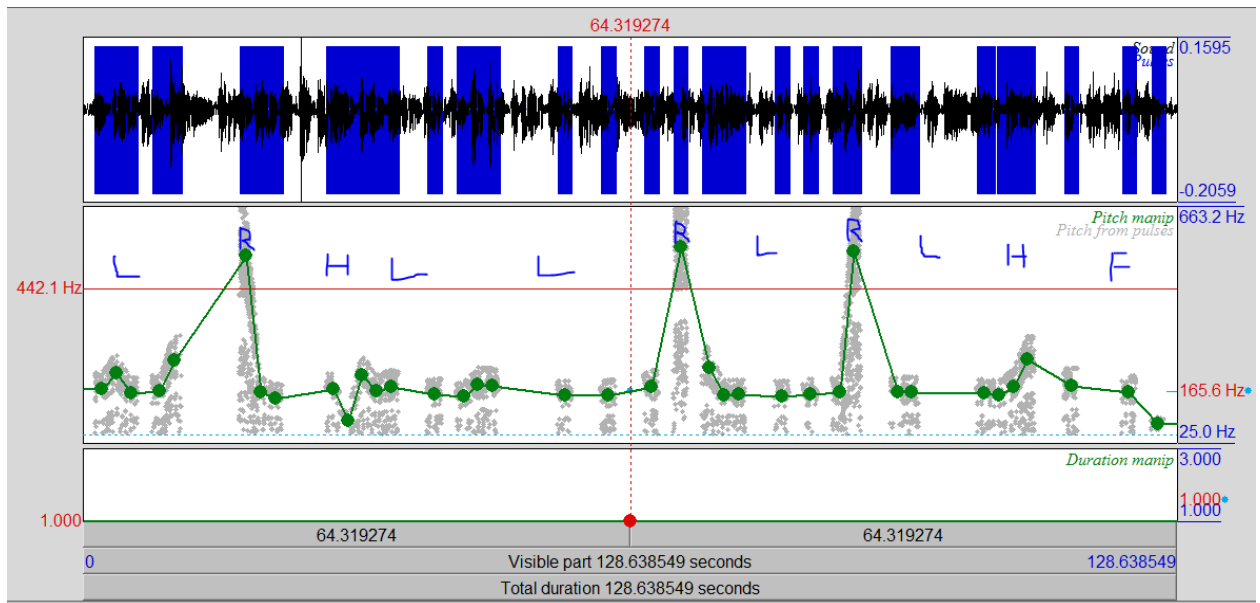 64.319274
Sound
Pulses
0.1595
-0.2059
Pitch manip
Pitch from pulses
663.2 Hz
442.1 Hz
165.6 Hz
25.0 Hz
L R H L L R L R L H F
Duration manip
3.000
1.000
1.000
1.000
64.319274 64.319274
0 Visible part 128.638549 seconds 128.638549
Total duration 128.638549 seconds